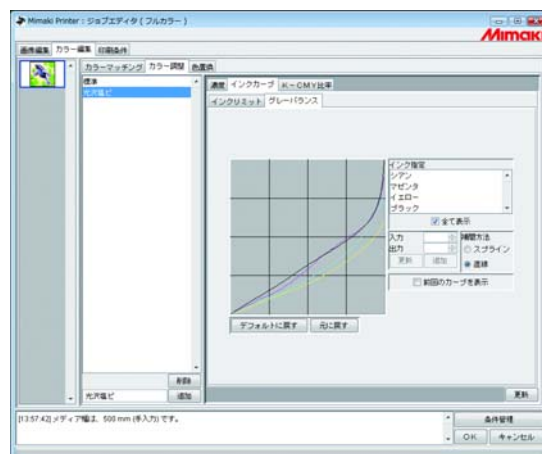 Mimaki Printer : ジョブエディタ ( フルカラー )
Mimaki
画像編集 カラー編集 印刷条件
カラーマッチング カラー調整 色置換
標準
光沢塩ビ
濃度 インクカーブ K-CMY比率
インクリミット グレーバランス
インク指定
シアン
マゼンタ
イエロー
ブラック
全て表示
入力
出力
更新 追加
補間方法
スプライン
直線
前回のカーブを表示
デフォルトに戻す 元に戻す
削除
光沢塩ビ 追加
更新
[13:57:42] メディア幅は、500 mm (手入力) です。
条件管理
OK キャンセル